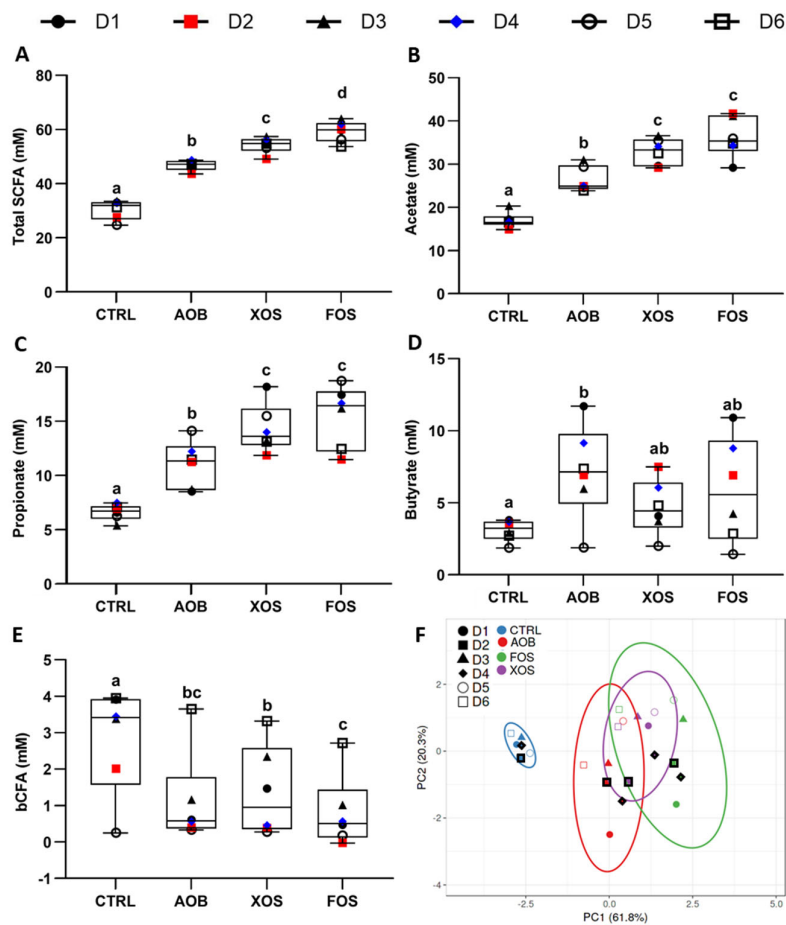 D1 D2 D3 D4 D5 D6
A
Total SCFA (mM)
80
60
40
20
0
a
b
c
d
CTRL AOB XOS FOS
B
Acetate (mM)
50
40
30
20
10
0
a
b
c
c
CTRL AOB XOS FOS
C
Propionate (mM)
20
15
10
5
0
a
b
c
c
CTRL AOB XOS FOS
D
Butyrate (mM)
15
10
5
0
a
b
ab
ab
CTRL AOB XOS FOS
E
bCFA (mM)
5
4
3
2
1
0
-1
a
bc
b
c
CTRL AOB XOS FOS
F
D1 CTRL
D2 AOB
D3 FOS
D4 XOS
D5
D6
PC2 (20.3%)
2
0
-2
-4
-2.5 0.0 2.5 5.0
PC1 (61.8%)